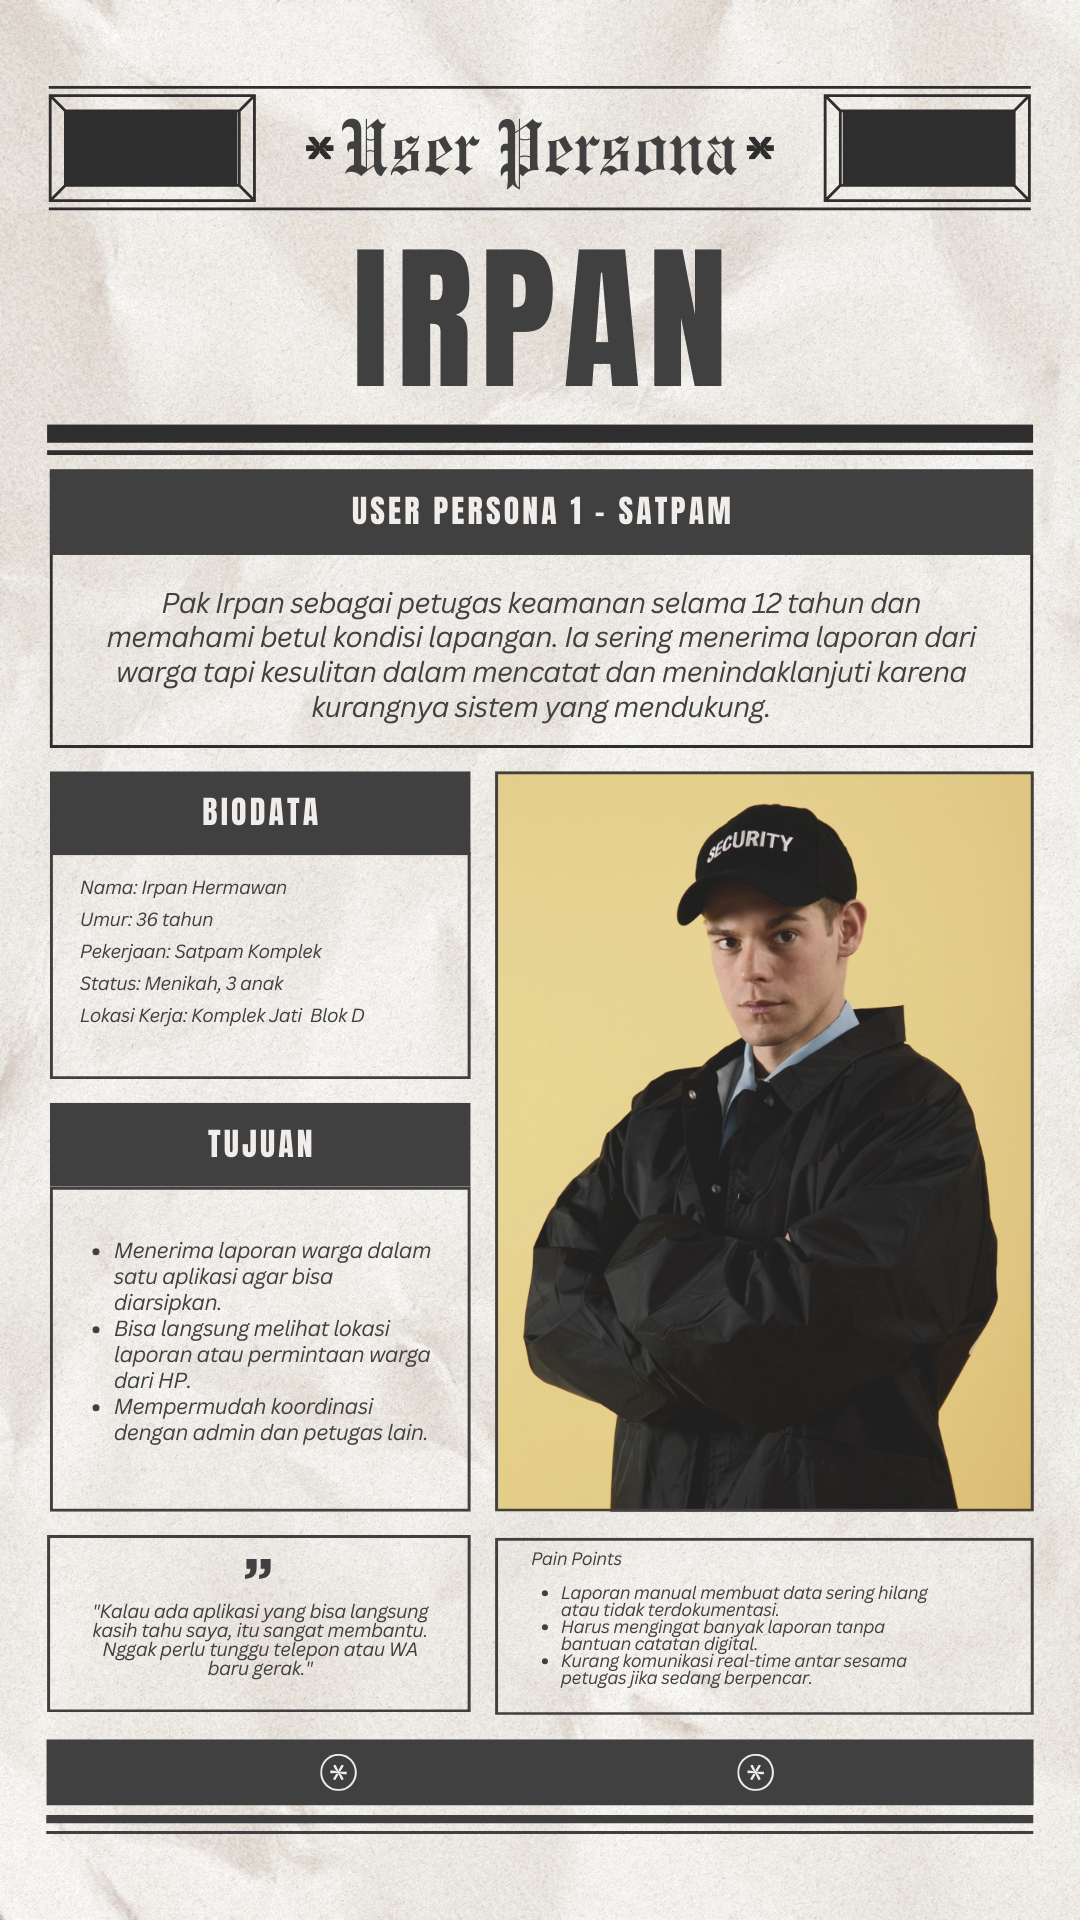 User Persona
IRPAN
USER PERSONA 1 - SATPAM
Pak Irpan sebagai petugas keamanan selama 12 tahun dan
memahami betul kondisi lapangan. Ia sering menerima laporan dari
warga tapi kesulitan dalam mencatat dan menindaklanjuti karena
kurangnya sistem yang mendukung.
BIODATA
Nama: Irpan Hermawan
Umur: 36 tahun
Pekerjaan: Satpam Komplek
Status: Menikah, 3 anak
Lokasi Kerja: Komplek Jati  Blok D
SECURITY
TUJUAN
• Menerima laporan warga dalam
satu aplikasi agar bisa
diarsipkan.
• Bisa langsung melihat lokasi
laporan atau permintaan warga
dari HP.
• Mempermudah koordinasi
dengan admin dan petugas lain.
”
"Kalau ada aplikasi yang bisa langsung
kasih tahu saya, itu sangat membantu.
Nggak perlu tunggu telepon atau WA
baru gerak."
Pain Points
• Laporan manual membuat data sering hilang
atau tidak terdokumentasi.
• Harus mengingat banyak laporan tanpa
bantuan catatan digital.
• Kurang komunikasi real-time antar sesama
petugas jika sedang berpencar.